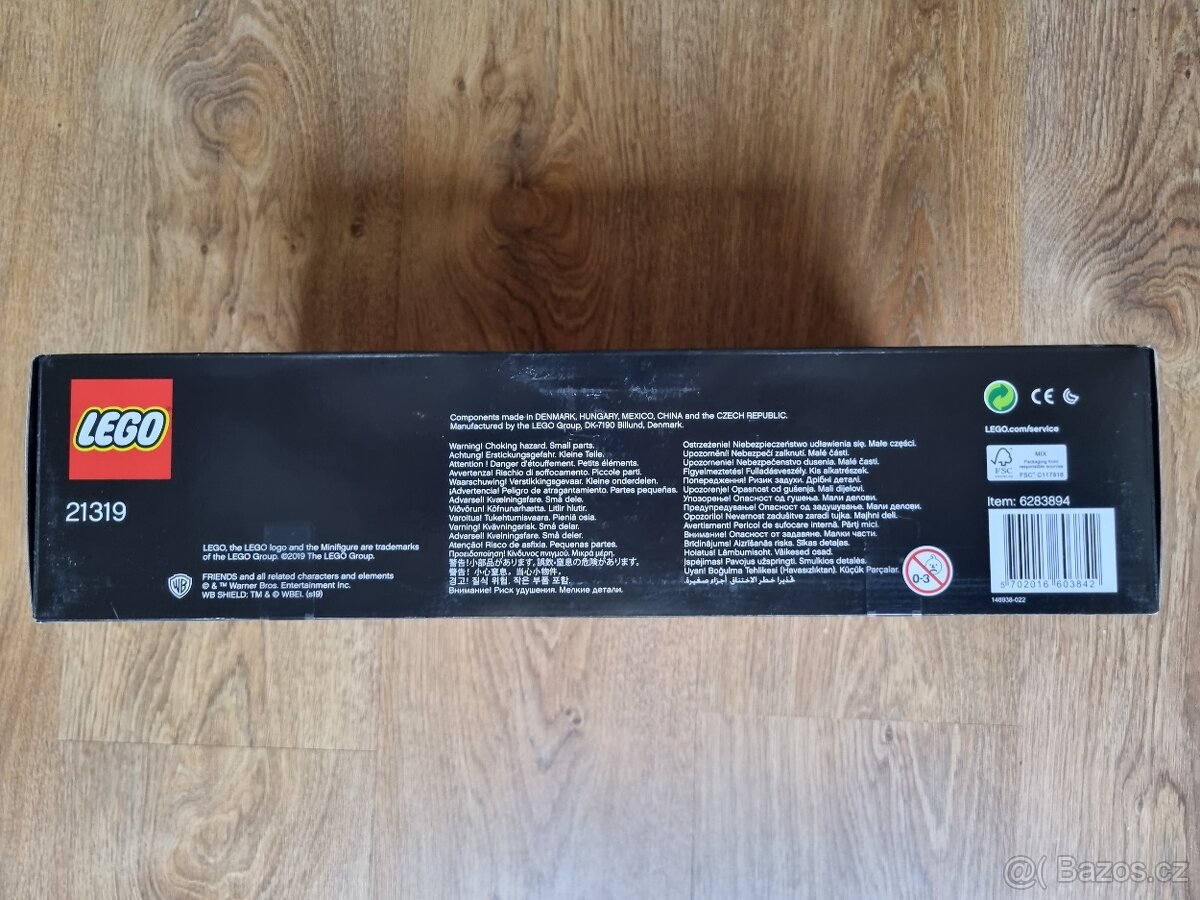 LEGO
21319
LEGO, the LEGO logo and the Minifigure are trademarks
of the LEGO Group. ©2019 The LEGO Group.
FRIENDS and all related characters and elements
© & ™ Warner Bros. Entertainment Inc.
WB SHIELD: TM & © WBEI. (s19)
Components made in DENMARK, HUNGARY, MEXICO, CHINA and the CZECH REPUBLIC.
Manufactured by the LEGO Group, DK-7190 Billund, Denmark.
Warning! Choking hazard. Small parts.
Achtung! Erstickungsgefahr. Kleine Teile.
Attention ! Danger d'étouffement. Petits éléments.
Avvertenza! Rischio di soffocamento. Piccole parti.
Waarschuwing! Verstikkingsgevaar. Kleine onderdelen.
¡Advertencia! Peligro de atragantamiento. Partes pequeñas.
Advarsel! Kvælningsfare. Små dele.
Viðvörun! Köfnunarhætta. Litlir hlutir.
Varoitus! Tukehtumisvaara. Pieniä osia.
Varning! Kvävningsrisk. Små delar.
Advarsel! Kvelningsfare. Små deler.
Atenção! Risco de asfixia. Pequenas partes.
Προειδοποίηση! Κίνδυνος πνιγμού. Μικρά μέρη.
警告!小部品があります。誤飲・窒息の危険があります。
警告！小心窒息，当心小物件。
경고! 질식 위험. 작은 부품 포함.
Внимание! Риск удушения. Мелкие детали.
Ostrzeżenie! Niebezpieczeństwo udławienia się. Małe części.
Upozornění! Nebezpečí zalknutí. Malé části.
Upozornenie! Nebezpečenstvo dusenia. Malé časti.
Figyelmeztetés! Fulladásveszély. Kis alkatrészek.
Попередження! Ризик задухи. Дрібні деталі.
Upozorenje! Opasnost od gušenja. Mali dijelovi.
Упозорење! Опасност од гушења. Мали делови.
Предупредување! Опасност од задушување. Мали делови.
Opozorilo! Nevarnost zadušitve zaradi tujka. Majhni deli.
Avertisment! Pericol de sufocare internă. Părți mici.
Внимание! Опасност от задавяне. Малки части.
Brīdinājums! Aizrīšanās risks. Sīkas detaļas.
Hoiatus! Lämbumisoht. Väikesed osad.
Įspėjimas! Pavojus užspringti. Smulkios detalės.
Uyarı! Boğulma Tehlikesi (Havasızlıktan). Küçük Parçalar.
تحذير! خطر الاختناق. أجزاء صغيرة.
0-3
CE
LEGO.com/service
FSC
MIX
Packaging from
responsible sources
FSC® C117818
Item: 6283894
5 702016 603842
148938-022
@( Bazos.cz